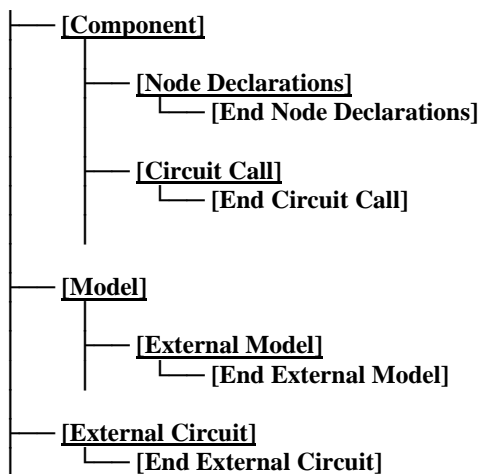 [Component]
[Node Declarations]
[End Node Declarations]
[Circuit Call]
[End Circuit Call]
[Model]
[External Model]
[End External Model]
[External Circuit]
[End External Circuit]